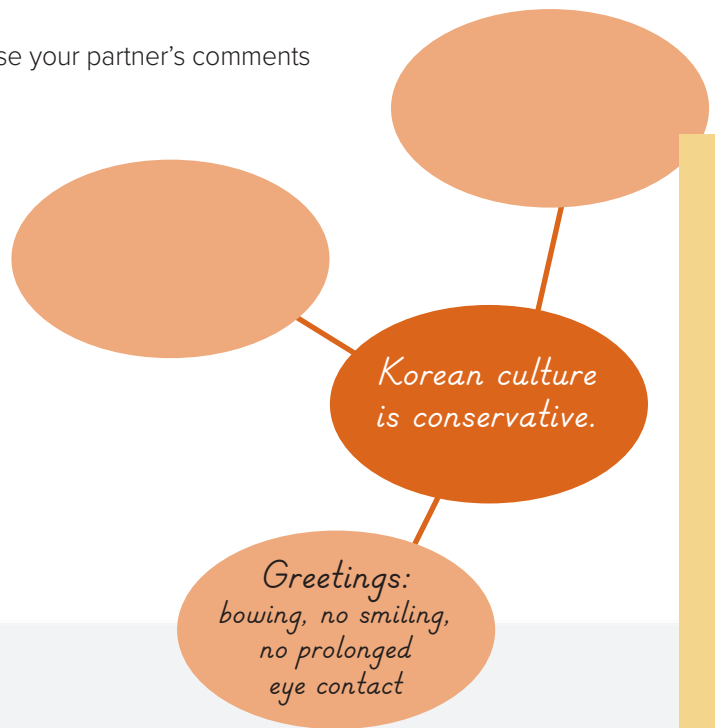 se your partner's comments
Korean culture
is conservative.
Greetings:
bowing, no smiling,
no prolonged
eye contact